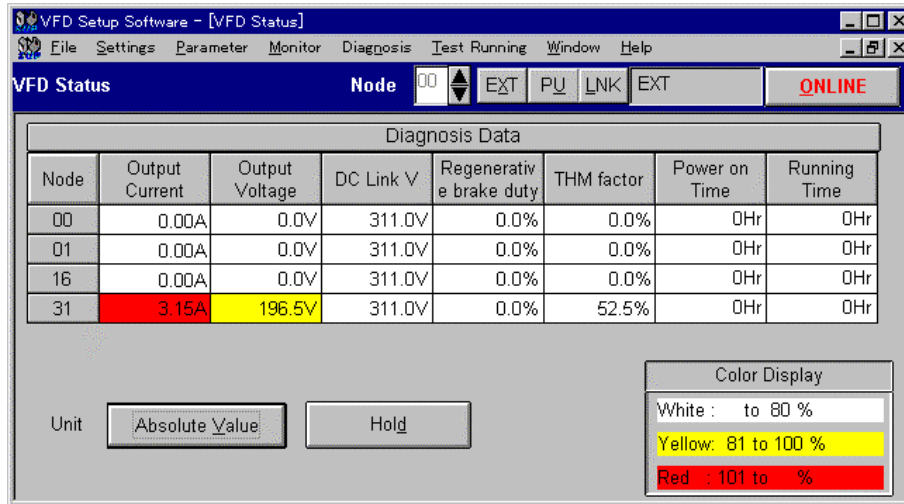 VFD Setup Software - [VFD Status]
File Settings Parameter Monitor Diagnosis Test Running Window Help
VFD Status Node 00 EXT PU LNK EXT ONLINE
Diagnosis Data
Node Output Current Output Voltage DC Link V Regenerativ e brake duty THM factor Power on Time Running Time
00 0.00A 0.0V 311.0V 0.0% 0.0% 0Hr 0Hr
01 0.00A 0.0V 311.0V 0.0% 0.0% 0Hr 0Hr
16 0.00A 0.0V 311.0V 0.0% 0.0% 0Hr 0Hr
31 3.15A 196.5V 311.0V 0.0% 52.5% 0Hr 0Hr
Color Display
Unit Absolute Value Hold
White : to 80 %
Yellow: 81 to 100 %
Red : 101 to %